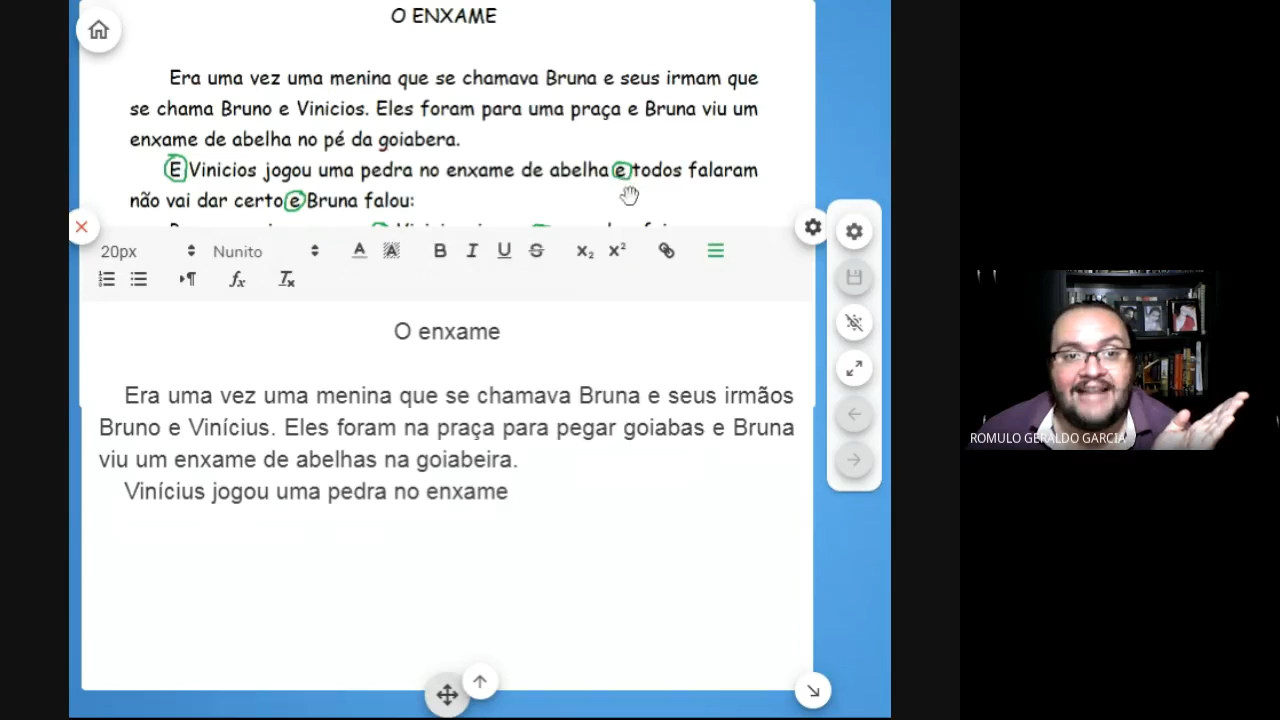 O ENXAME
Era uma vez uma menina que se chamava Bruna e seus irmam que
se chama Bruno e Vinicios. Eles foram para uma praça e Bruna viu um
enxame de abelha no pé da goiabera.
E Vinicios jogou uma pedra no enxame de abelha e todos falaram
não vai dar certo e Bruna falou:
20px
Nunito
A
A
B
I
U
S
x₂
x²
fx
Tx
O enxame
Era uma vez uma menina que se chamava Bruna e seus irmãos
Bruno e Vinícius. Eles foram na praça para pegar goiabas e Bruna
viu um enxame de abelhas na goiabeira.
Vinícius jogou uma pedra no enxame
ROMULO GERALDO GARCIA